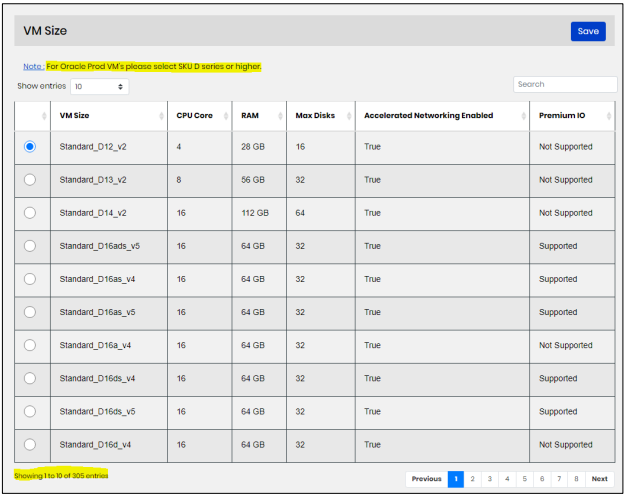 VM Size Save
Note : For Oracle Prod VM's please select SKU D series or higher.
Show entries 10 Search
VM Size CPU Core RAM Max Disks Accelerated Networking Enabled Premium IO
Standard_D12_v2 4 28 GB 16 True Not Supported
Standard_D13_v2 8 56 GB 32 True Not Supported
Standard_D14_v2 16 112 GB 64 True Not Supported
Standard_D16ads_v5 16 64 GB 32 True Supported
Standard_D16as_v4 16 64 GB 32 True Supported
Standard_D16as_v5 16 64 GB 32 True Supported
Standard_D16a_v4 16 64 GB 32 True Not Supported
Standard_D16ds_v4 16 64 GB 32 True Supported
Standard_D16ds_v5 16 64 GB 32 True Supported
Standard_D16d_v4 16 64 GB 32 True Not Supported
Showing 1 to 10 of 305 entries Previous 1 2 3 4 5 6 7 8 Next